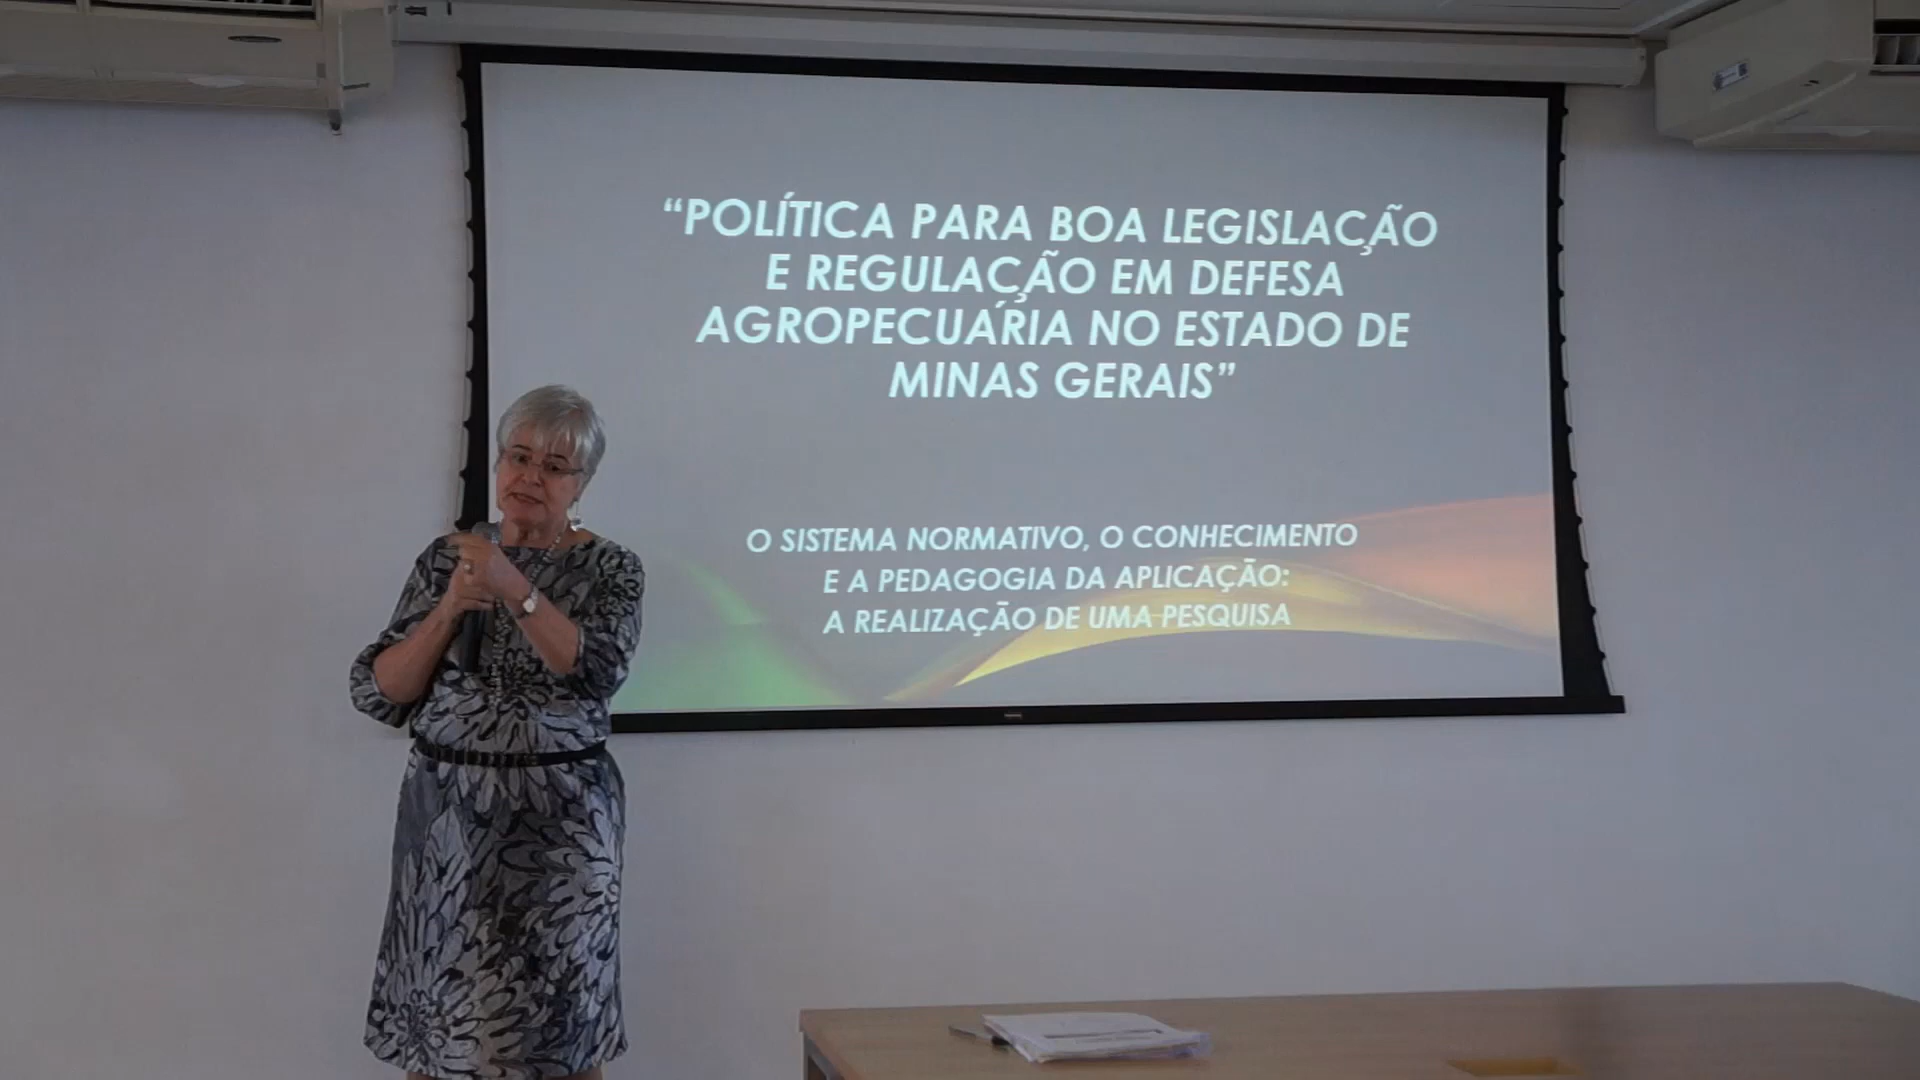 “POLÍTICA PARA BOA LEGISLAÇÃO
E REGULAÇÃO EM DEFESA
AGROPECUÁRIA NO ESTADO DE
MINAS GERAIS”
O SISTEMA NORMATIVO, O CONHECIMENTO
E A PEDAGOGIA DA APLICAÇÃO:
A REALIZAÇÃO DE UMA PESQUISA